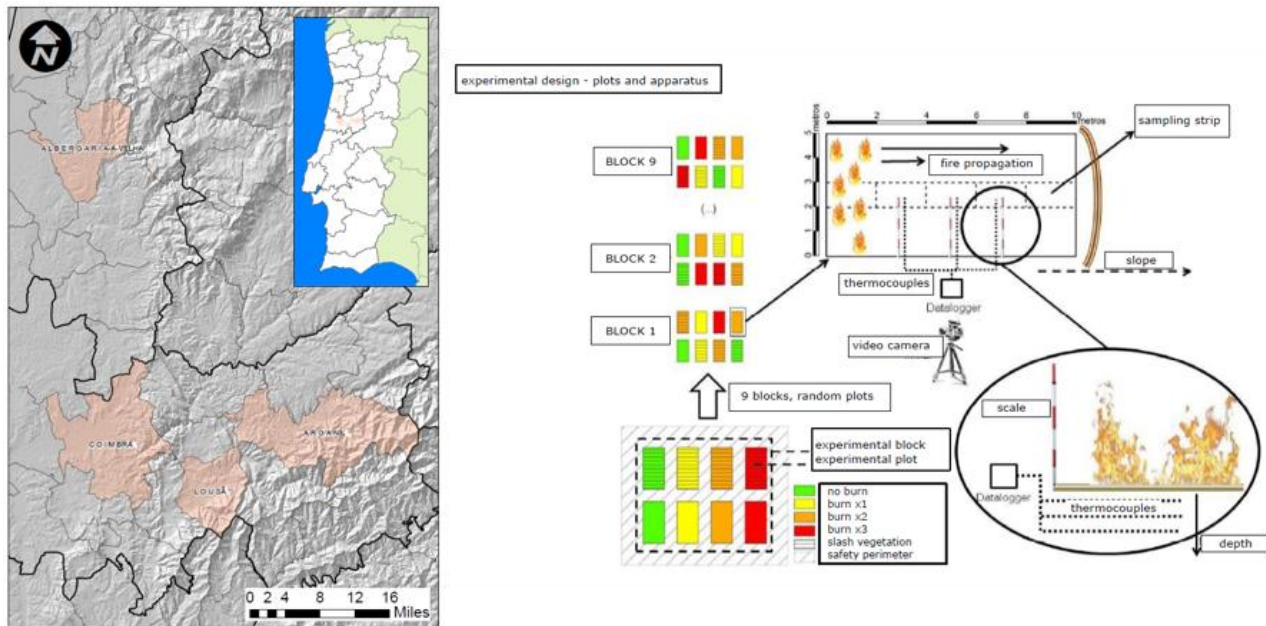 N
ALBERGARIA-A-VELHA
COIMBRA
ARGANIL
LOUSÃ
0 2 4 8 12 16
Miles
experimental design - plots and apparatus
BLOCK 9
(...)
BLOCK 2
BLOCK 1
9 blocks, random plots
experimental block
experimental plot
no burn
burn x1
burn x2
burn x3
slash vegetation
safety perimeter
0 2 4 6 8 10
metros
metros
5
4
3
2
1
0
sampling strip
fire propagation
slope
thermocouples
Datalogger
video camera
scale
Datalogger
thermocouples
depth